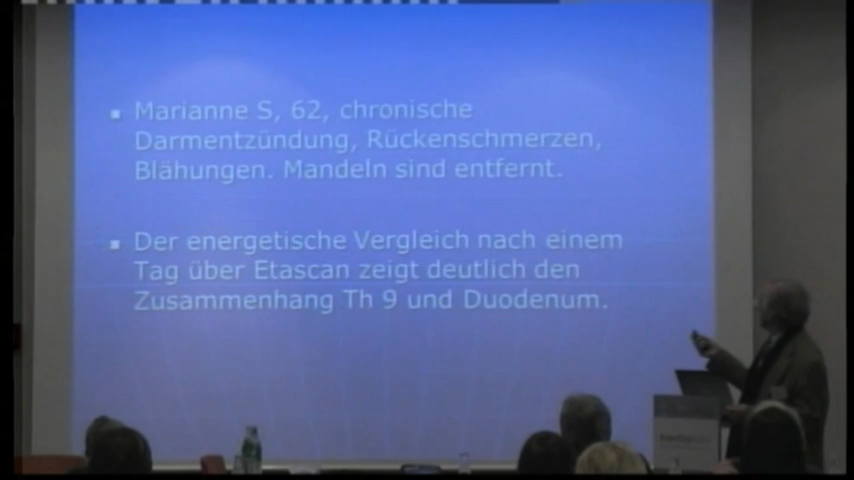 ▪ Marianne S, 62, chronische
Darmentzündung, Rückenschmerzen,
Blähungen. Mandeln sind entfernt.
▪ Der energetische Vergleich nach einem
Tag über Etascan zeigt deutlich den
Zusammenhang Th 9 und Duodenum.